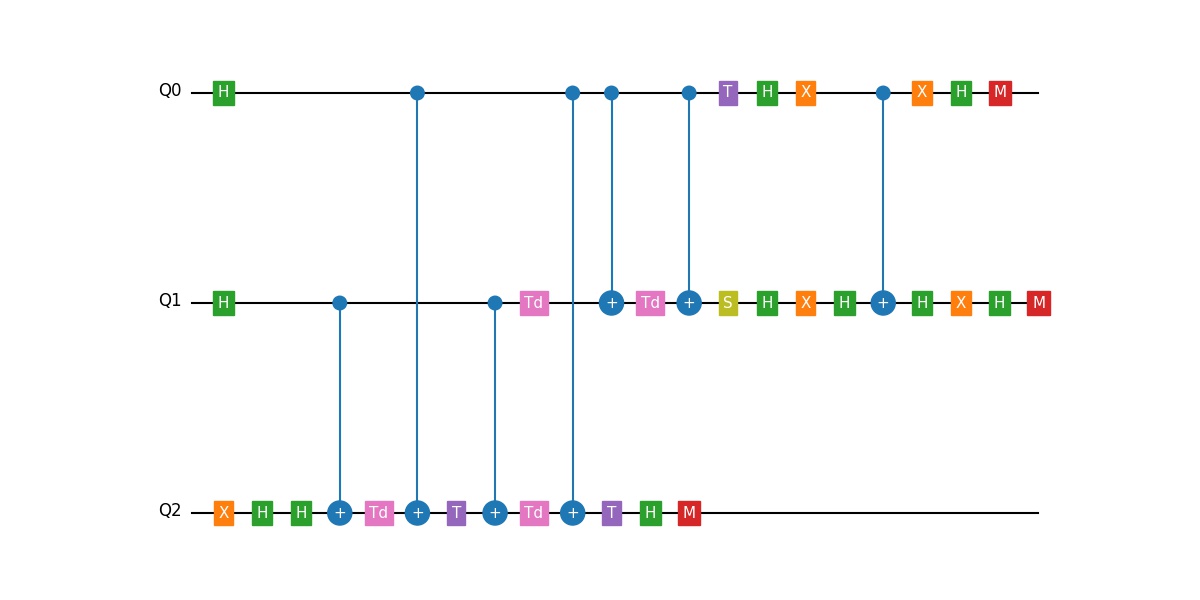 Q0 H T H X X H M
Q1 H Td + Td + S H X H + H X H M
Q2 X H H + Td + T + Td + T H M